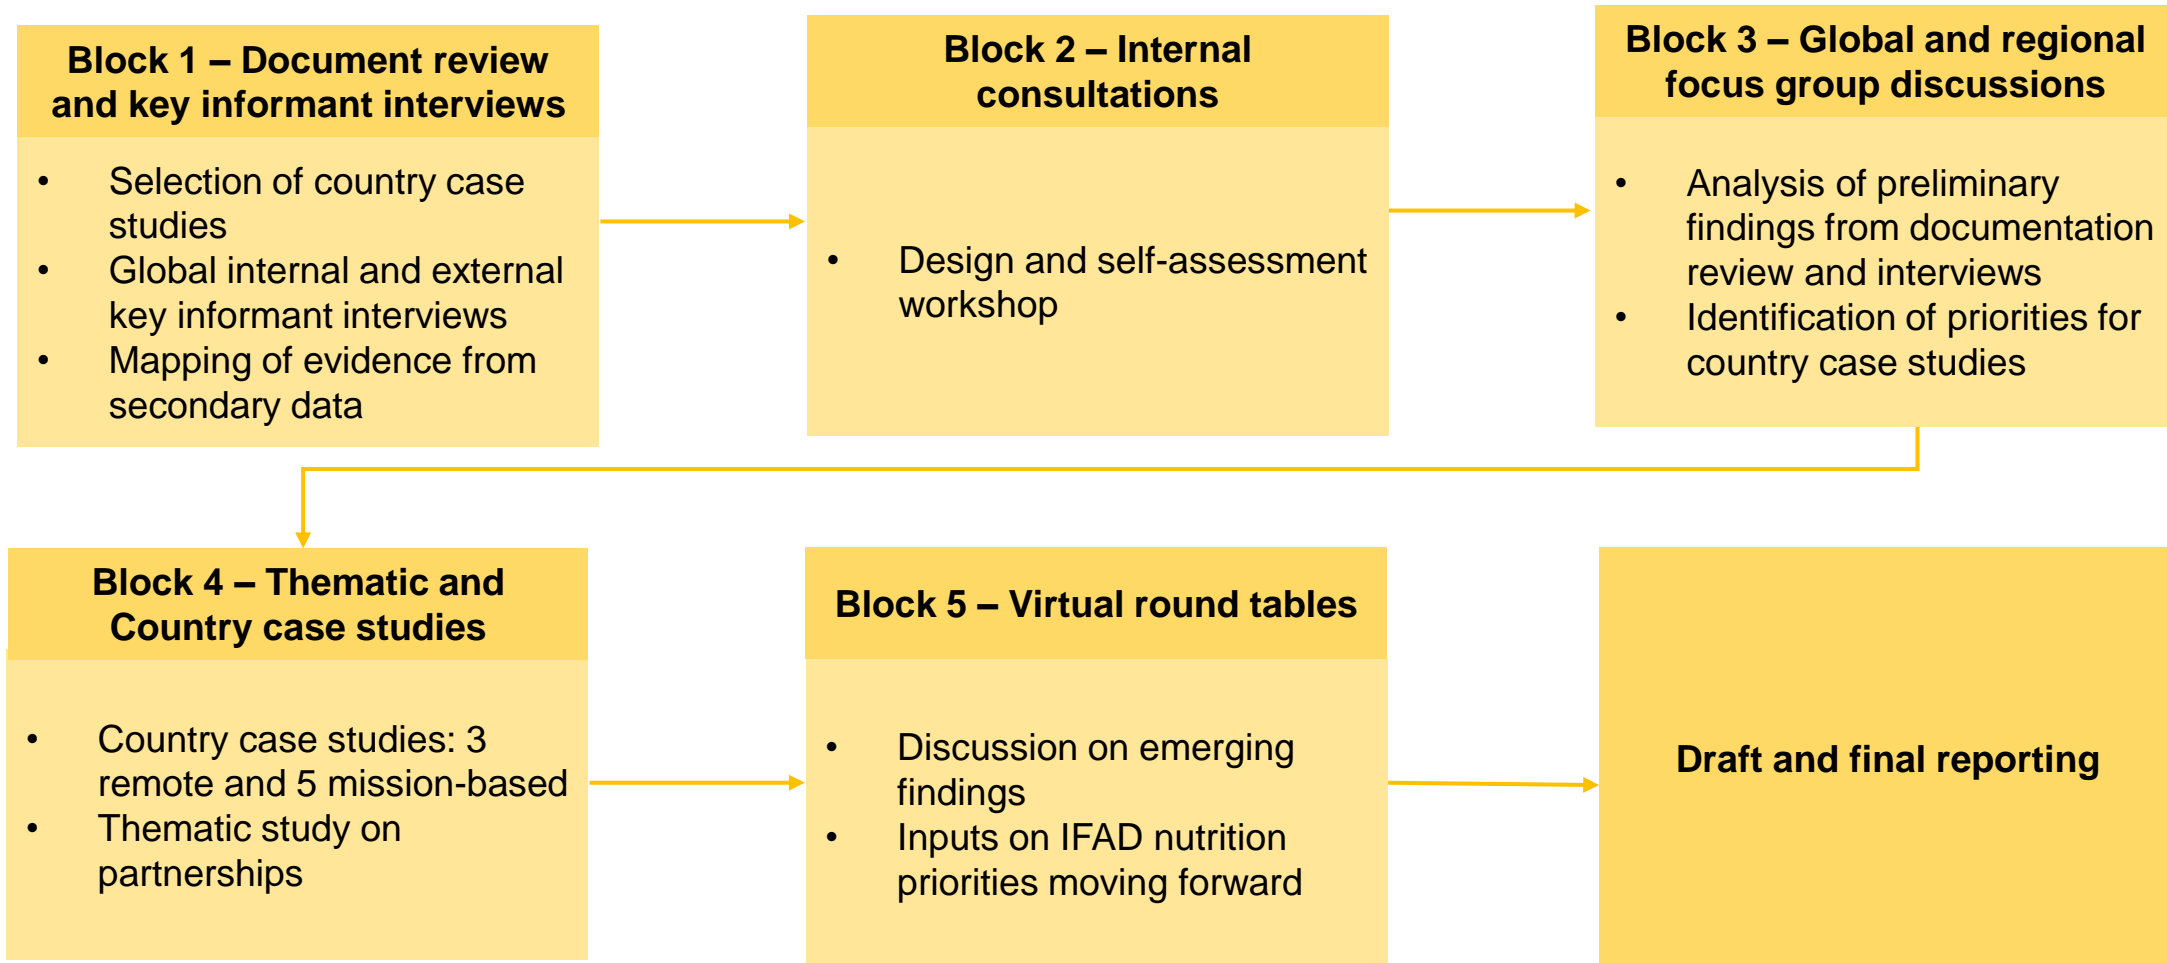 Block 1 – Document review
and key informant interviews
• Selection of country case
studies
• Global internal and external
key informant interviews
• Mapping of evidence from
secondary data
Block 2 – Internal
consultations
• Design and self-assessment
workshop
Block 3 – Global and regional
focus group discussions
• Analysis of preliminary
findings from documentation
review and interviews
• Identification of priorities for
country case studies
Block 4 – Thematic and
Country case studies
• Country case studies: 3
remote and 5 mission-based
• Thematic study on
partnerships
Block 5 – Virtual round tables
• Discussion on emerging
findings
• Inputs on IFAD nutrition
priorities moving forward
Draft and final reporting